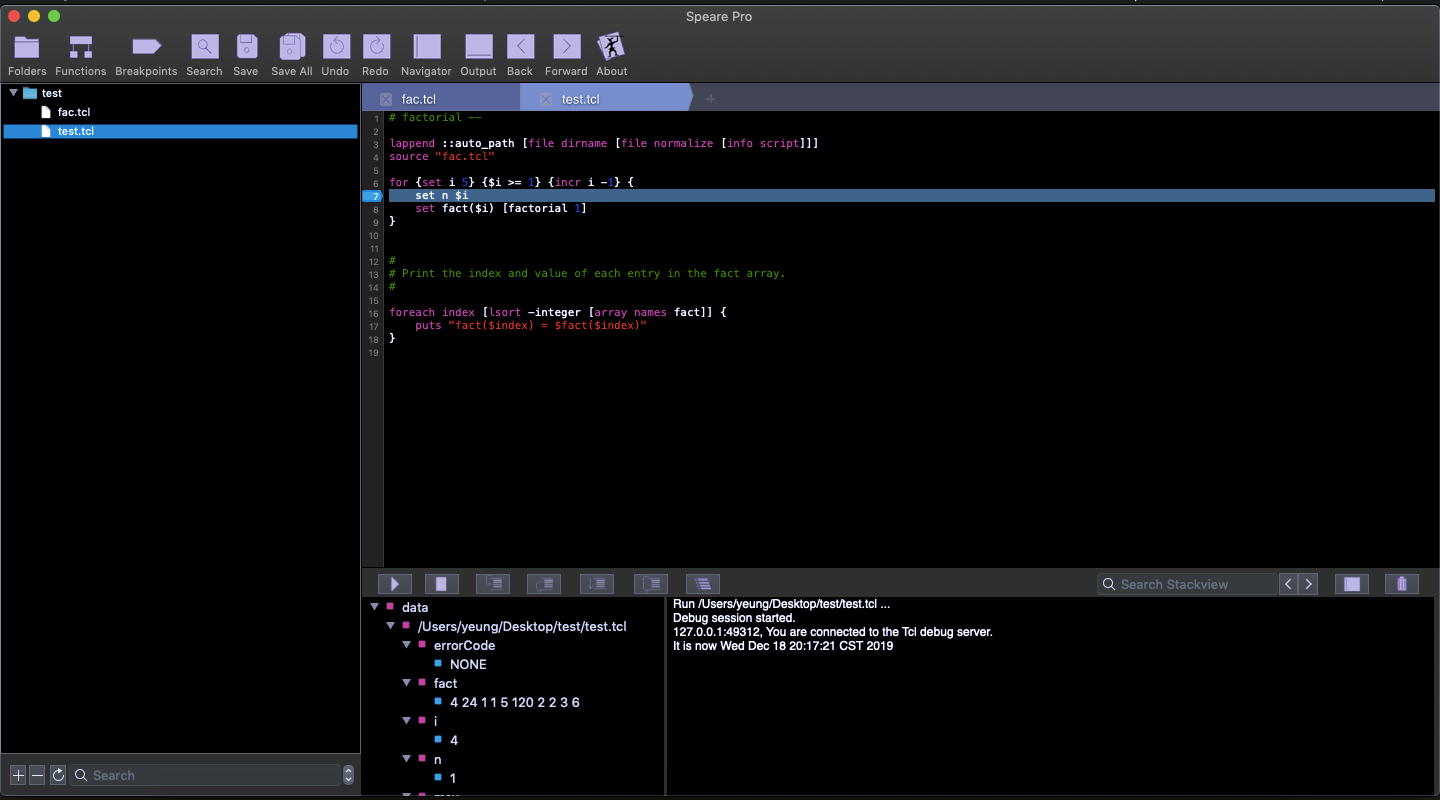 Speare Pro
Folders Functions Breakpoints Search Save Save All Undo Redo Navigator Output Back Forward About
test
fac.tcl
test.tcl
fac.tcl test.tcl
1 # factorial --
2
3 lappend ::auto_path [file dirname [file normalize [info script]]]
4 source "fac.tcl"
5
6 for {set i 5} {$i >= 1} {incr i -1} {
7 set n $i
8 set fact($i) [factorial 1]
9 }
10
11
12 #
13 # Print the index and value of each entry in the fact array.
14 #
15
16 foreach index [lsort -integer [array names fact]] {
17 puts "fact($index) = $fact($index)"
18 }
19
Search Stackview
data
/Users/yeung/Desktop/test/test.tcl
errorCode
NONE
fact
4 24 1 1 5 120 2 2 3 6
i
4
n
1
Run /Users/yeung/Desktop/test/test.tcl ...
Debug session started.
127.0.0.1:49312, You are connected to the Tcl debug server.
It is now Wed Dec 18 20:17:21 CST 2019
Search